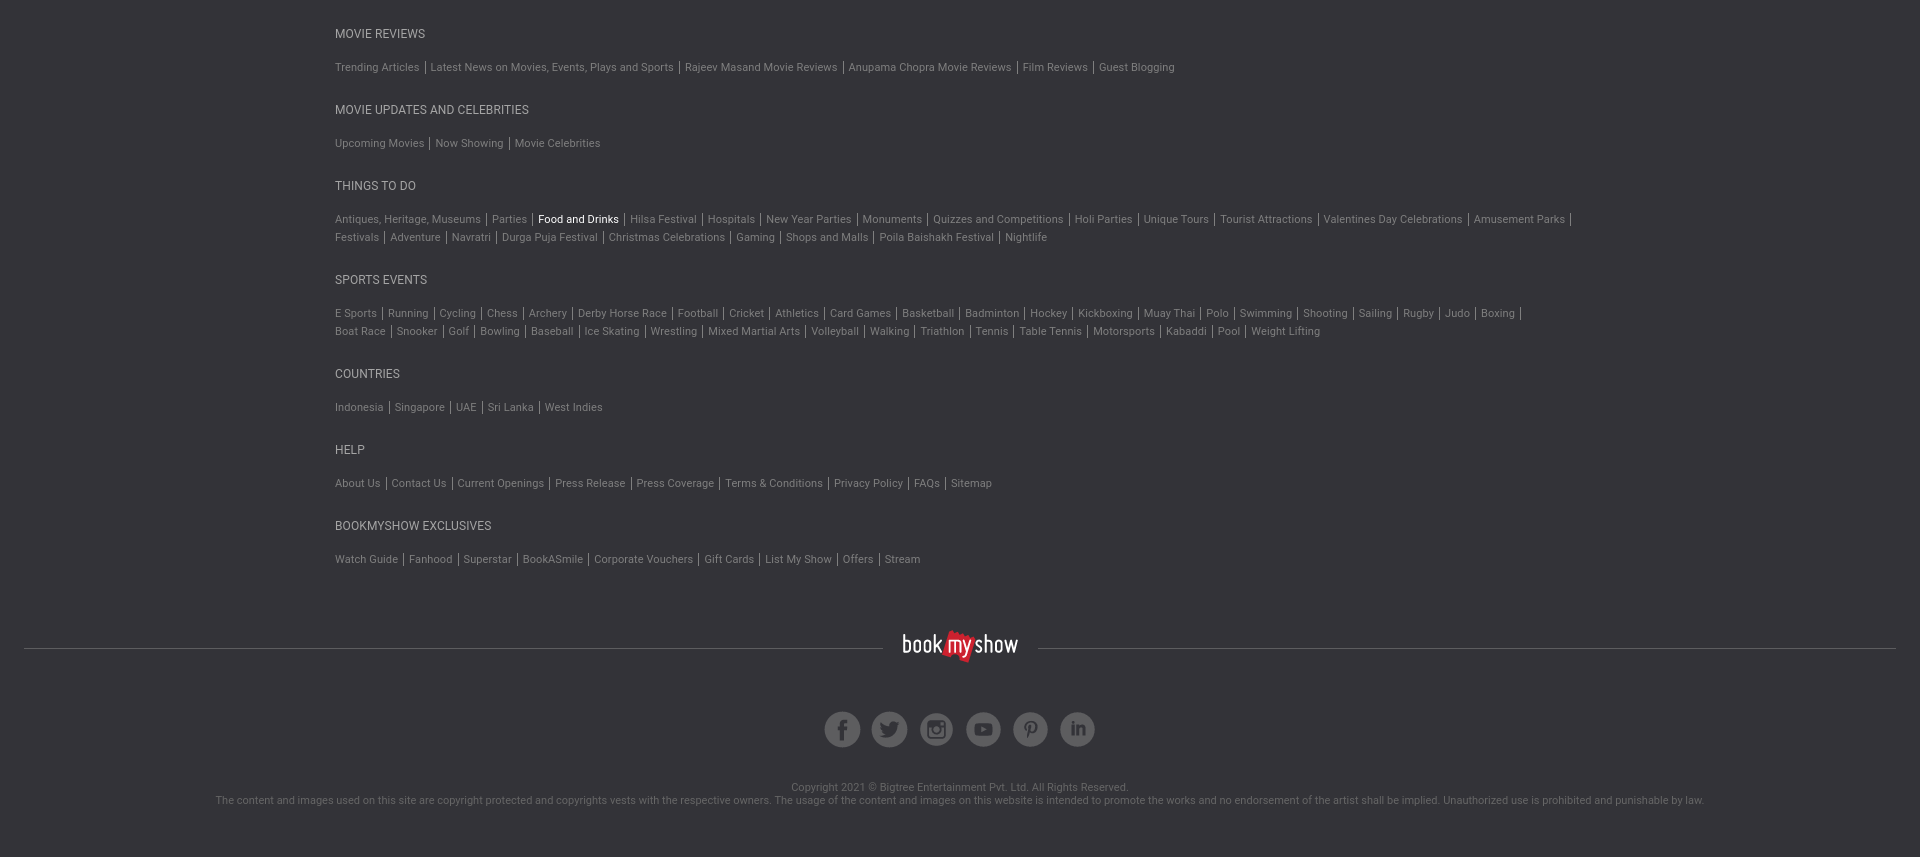 MOVIE REVIEWS
Trending Articles | Latest News on Movies, Events, Plays and Sports | Rajeev Masand Movie Reviews | Anupama Chopra Movie Reviews | Film Reviews | Guest Blogging
MOVIE UPDATES AND CELEBRITIES
Upcoming Movies | Now Showing | Movie Celebrities
THINGS TO DO
Antiques, Heritage, Museums | Parties | Food and Drinks | Hilsa Festival | Hospitals | New Year Parties | Monuments | Quizzes and Competitions | Holi Parties | Unique Tours | Tourist Attractions | Valentines Day Celebrations | Amusement Parks |
Festivals | Adventure | Navratri | Durga Puja Festival | Christmas Celebrations | Gaming | Shops and Malls | Poila Baishakh Festival | Nightlife
SPORTS EVENTS
E Sports | Running | Cycling | Chess | Archery | Derby Horse Race | Football | Cricket | Athletics | Card Games | Basketball | Badminton | Hockey | Kickboxing | Muay Thai | Polo | Swimming | Shooting | Sailing | Rugby | Judo | Boxing |
Boat Race | Snooker | Golf | Bowling | Baseball | Ice Skating | Wrestling | Mixed Martial Arts | Volleyball | Walking | Triathlon | Tennis | Table Tennis | Motorsports | Kabaddi | Pool | Weight Lifting
COUNTRIES
Indonesia | Singapore | UAE | Sri Lanka | West Indies
HELP
About Us | Contact Us | Current Openings | Press Release | Press Coverage | Terms & Conditions | Privacy Policy | FAQs | Sitemap
BOOKMYSHOW EXCLUSIVES
Watch Guide | Fanhood | Superstar | BookASmile | Corporate Vouchers | Gift Cards | List My Show | Offers | Stream
book my show
Copyright 2021 © Bigtree Entertainment Pvt. Ltd. All Rights Reserved.
The content and images used on this site are copyright protected and copyrights vests with the respective owners. The usage of the content and images on this website is intended to promote the works and no endorsement of the artist shall be implied. Unauthorized use is prohibited and punishable by law.